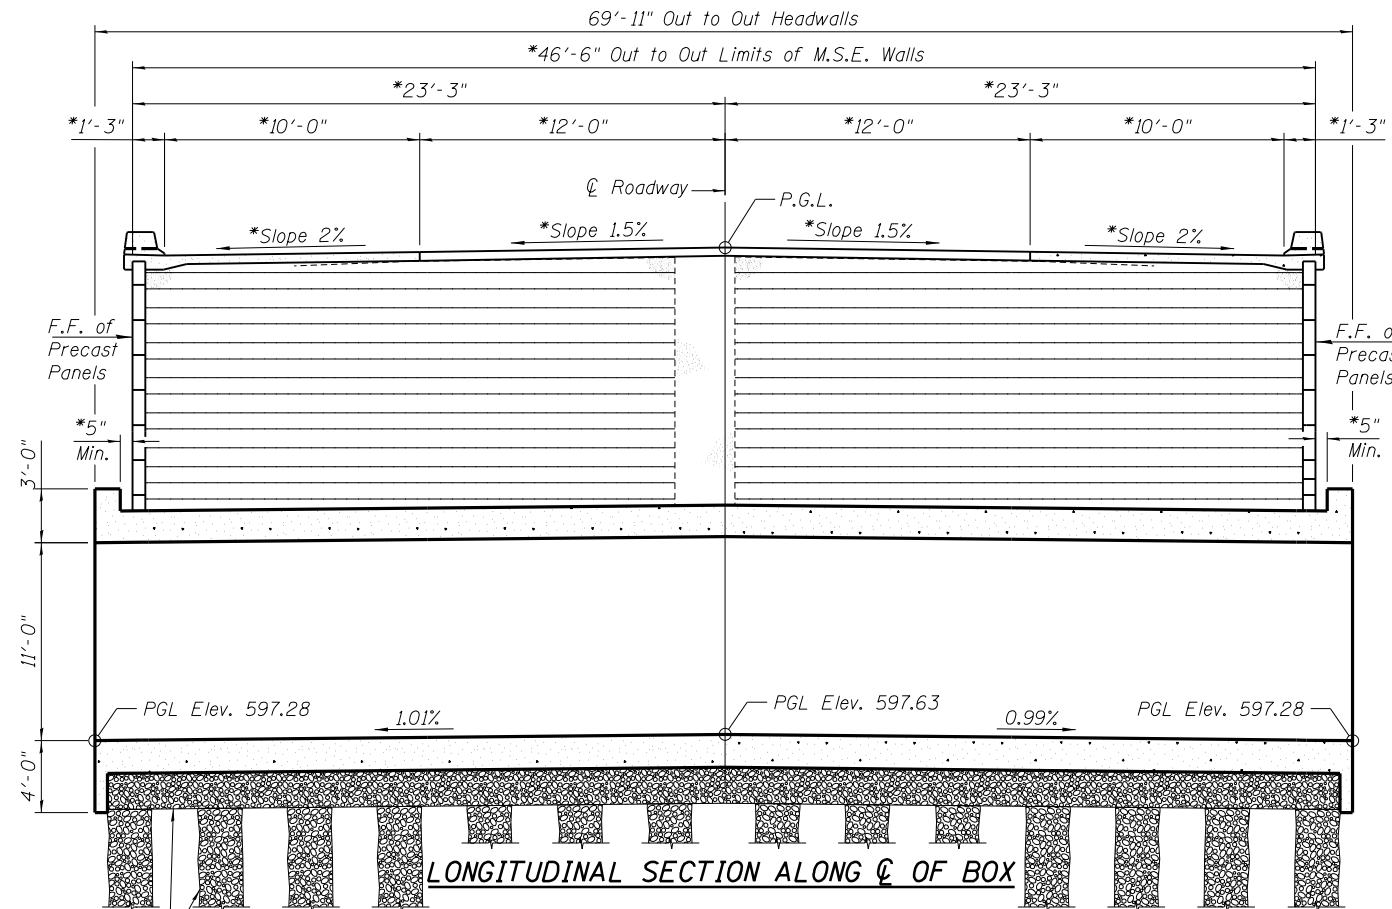 69'-11" Out to Out Headwalls
*46'-6" Out to Out Limits of M.S.E. Walls
*23'-3" *23'-3"
*1'-3" *10'-0" *12'-0" *12'-0" *10'-0" *1'-3"
℄ Roadway
P.G.L.
*Slope 2% *Slope 1.5% *Slope 1.5% *Slope 2%
F.F. of
Precast
Panels
F.F. o
Precas
Panels
*5"
Min.
*5"
Min.
3'-0"
11'-0"
4'-0"
PGL Elev. 597.28
1.01%
PGL Elev. 597.63
0.99%
PGL Elev. 597.28
LONGITUDINAL SECTION ALONG ℄ OF BOX